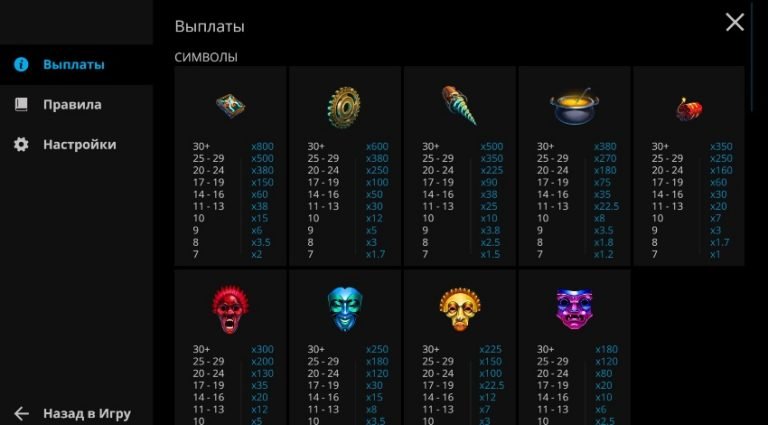 Выплаты
Правила
Настройки
Назад в Игру
Выплаты
СИМВОЛЫ
30+ x800
25 - 29 x500
20 - 24 x380
17 - 19 x150
14 - 16 x60
11 - 13 x38
10 x15
9 x6
8 x3.5
7 x2
30+ x600
25 - 29 x380
20 - 24 x250
17 - 19 x100
14 - 16 x50
11 - 13 x30
10 x12
9 x5
8 x3
7 x1.7
30+ x500
25 - 29 x350
20 - 24 x225
17 - 19 x90
14 - 16 x38
11 - 13 x25
10 x10
9 x3.8
8 x2.5
7 x1.5
30+ x380
25 - 29 x270
20 - 24 x180
17 - 19 x75
14 - 16 x35
11 - 13 x22.5
10 x8
9 x3.5
8 x1.8
7 x1.2
30+ x350
25 - 29 x250
20 - 24 x160
17 - 19 x60
14 - 16 x30
11 - 13 x20
10 x7
9 x3
8 x1.7
7 x1
30+ x300
25 - 29 x200
20 - 24 x130
17 - 19 x35
14 - 16 x20
11 - 13 x12
10 x5
30+ x250
25 - 29 x180
20 - 24 x120
17 - 19 x30
14 - 16 x15
11 - 13 x8
10 x3.5
30+ x225
25 - 29 x150
20 - 24 x100
17 - 19 x22.5
14 - 16 x12
11 - 13 x7
10 x3
30+ x180
25 - 29 x120
20 - 24 x80
17 - 19 x20
14 - 16 x10
11 - 13 x6
10 x2.5